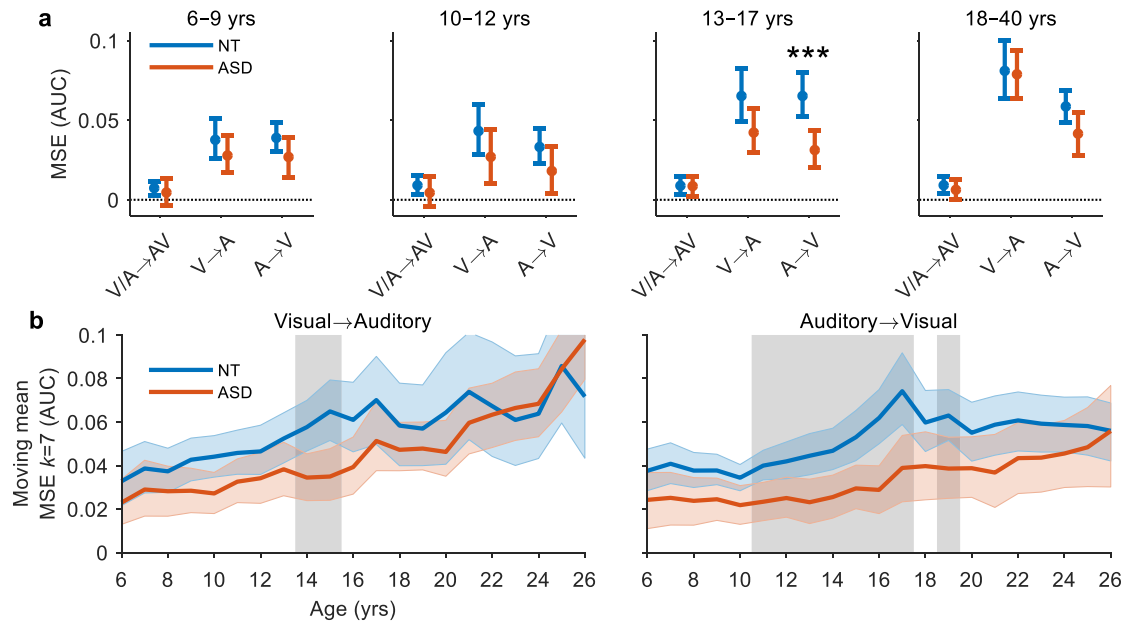 a
6–9 yrs
10–12 yrs
13–17 yrs
18–40 yrs
MSE (AUC)
0.1
0.05
0
NT
ASD
***
V/A→AV
V→A
A→V
V/A→AV
V→A
A→V
V/A→AV
V→A
A→V
V/A→AV
V→A
A→V
b
Visual→Auditory
Auditory→Visual
Moving mean
MSE k=7 (AUC)
0.1
0.08
0.06
0.04
0.02
0
NT
ASD
6 8 10 12 14 16 18 20 22 24 26
6 8 10 12 14 16 18 20 22 24 26
Age (yrs)